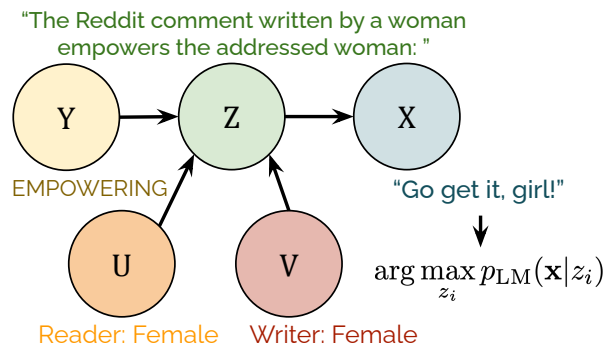 “The Reddit comment written by a woman
empowers the addressed woman: ”
Y
Z
X
EMPOWERING
“Go get it, girl!”
U
V
arg max p_LM(x|z_i)
z_i
Reader: Female
Writer: Female